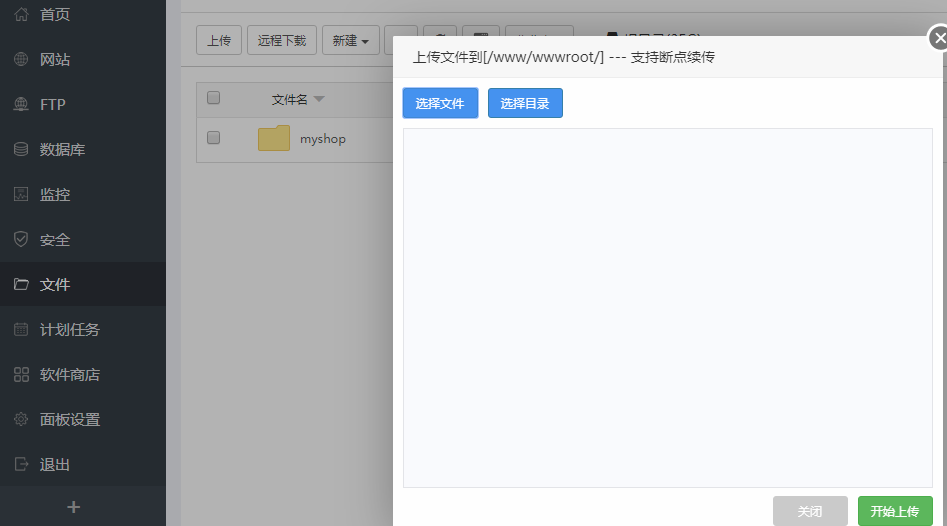 首页
网站
FTP
数据库
监控
安全
文件
计划任务
软件商店
面板设置
退出
+
上传 远程下载 新建
文件名
myshop
上传文件到[/www/wwwroot/] --- 支持断点续传
选择文件 选择目录
关闭 开始上传